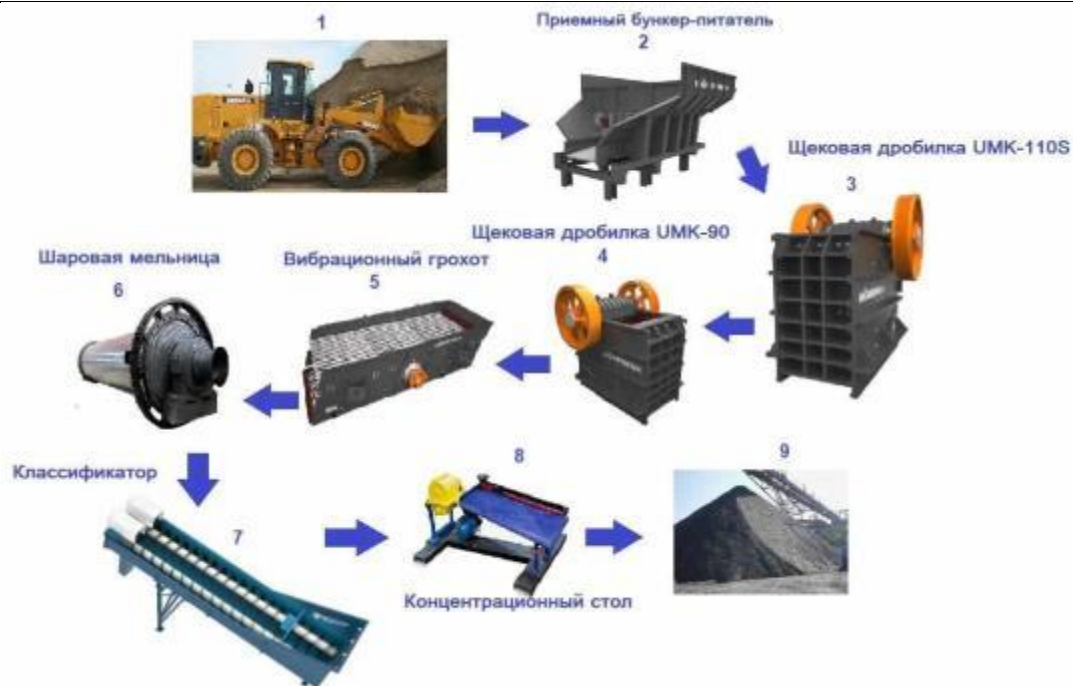 1
Приемный бункер-питатель
2
Щековая дробилка UMK-110S
3
Щековая дробилка UMK-90
4
Вибрационный грохот
5
Шаровая мельница
6
Классификатор
7
8
Концентрационный стол
9